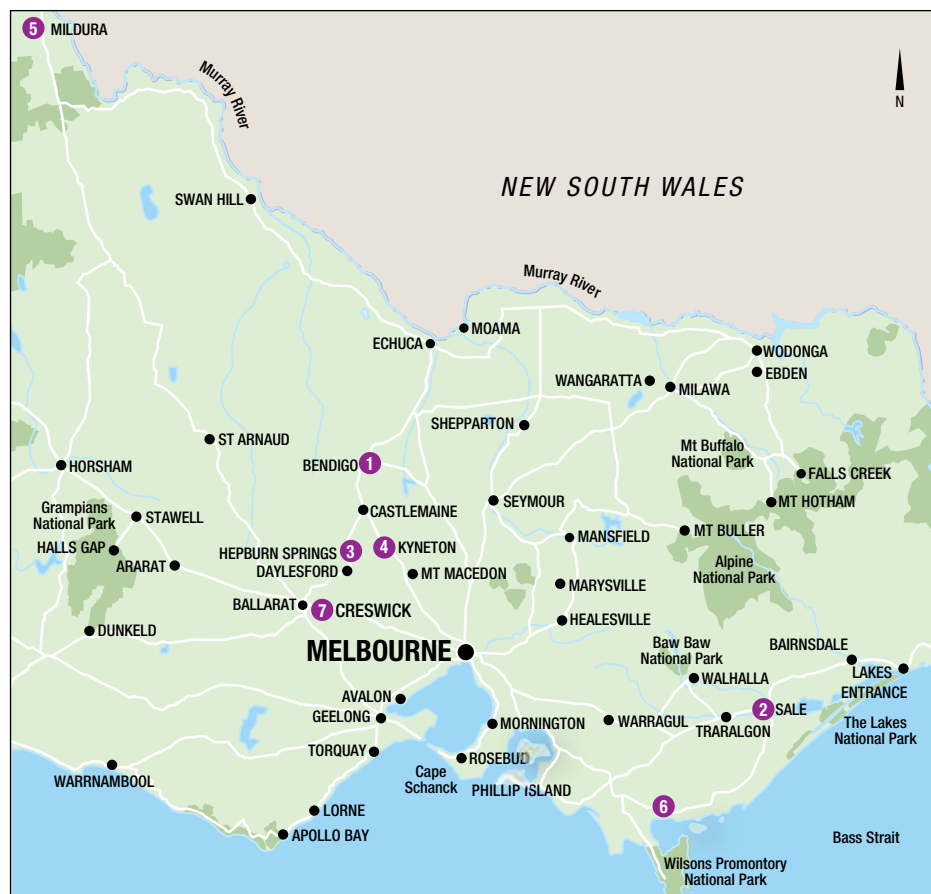 5 MILDURA
Murray River
N
NEW SOUTH WALES
SWAN HILL
Murray River
MOAMA
ECHUCA
WODONGA
EBDEN
WANGARATTA
MILAWA
SHEPPARTON
ST ARNAUD
Mt Buffalo
National Park
BENDIGO 1
HORSHAM
FALLS CREEK
SEYMOUR
MT HOTHAM
CASTLEMAINE
Grampians
National Park
STAWELL
MT BULLER
MANSFIELD
HALLS GAP
HEPBURN SPRINGS 3
4 KYNETON
ARARAT
DAYLESFORD
MT MACEDON
Alpine
National Park
MARYSVILLE
BALLARAT
7 CRESWICK
HEALESVILLE
DUNKELD
MELBOURNE
Baw Baw
National Park
BAIRNSDALE
WALHALLA
LAKES
ENTRANCE
AVALON
2 SALE
GEELONG
MORNINGTON
WARRAGUL
TRARALGON
The Lakes
National Park
TORQUAY
ROSEBUD
WARRNAMBOOL
Cape
Schanck
PHILLIP ISLAND
6
LORNE
APOLLO BAY
Bass Strait
Wilsons Promontory
National Park